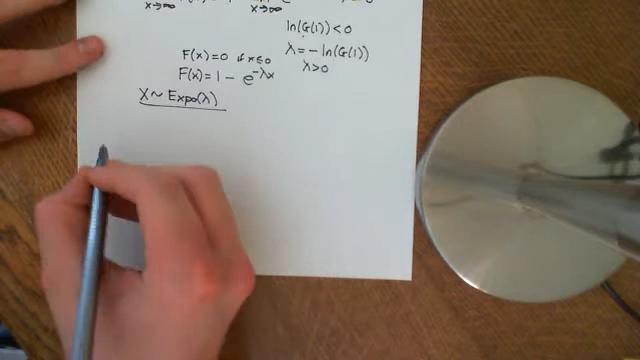 x→∞ x→∞
ln(G(1)) < 0
F(x) = 0 if x ≤ 0 λ = − ln(G(1))
F(x) = 1 − e^{−λx} λ > 0
X ~ Expo(λ)